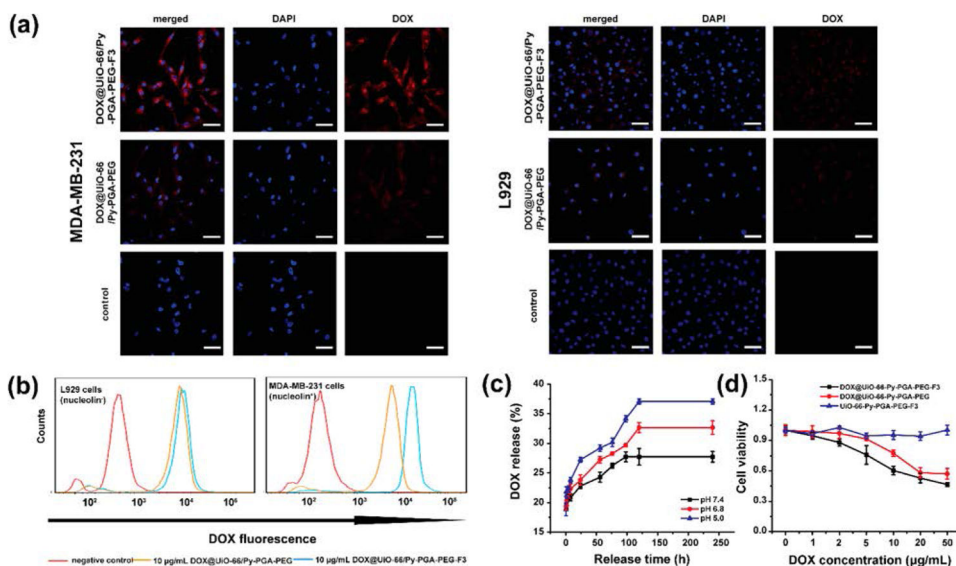 (a)
merged DAPI DOX
MDA-MB-231
DOX@UiO-66/Py
-PGA-PEG-F3
DOX@UiO-66
/Py-PGA-PEG
control
merged DAPI DOX
L929
DOX@UiO-66/Py
-PGA-PEG-F3
DOX@UiO-66
/Py-PGA-PEG
control
(b)
Counts
L929 cells
(nucleolin⁻)
10² 10³ 10⁴
MDA-MB-231 cells
(nucleolin⁺)
10²
DOX fluorescence
negative control 10 μg/mL DOX@UiO-66/Py-PGA-PEG 10 μg/mL DOX@UiO-66/Py-PGA-PEG-F3
(c)
DOX release (%)
40
35
30
25
20
15
0 50 100 150 200 250
Release time (h)
pH 7.4
pH 6.8
pH 5.0
(d)
Cell viability
1.5
1.2
0.9
0.6
0.3
0.0
0 1 2 5 10 20 50
DOX concentration (μg/mL)
DOX@UiO-66-Py-PGA-PEG-F3
DOX@UiO-66-Py-PGA-PEG
UiO-66-Py-PGA-PEG-F3